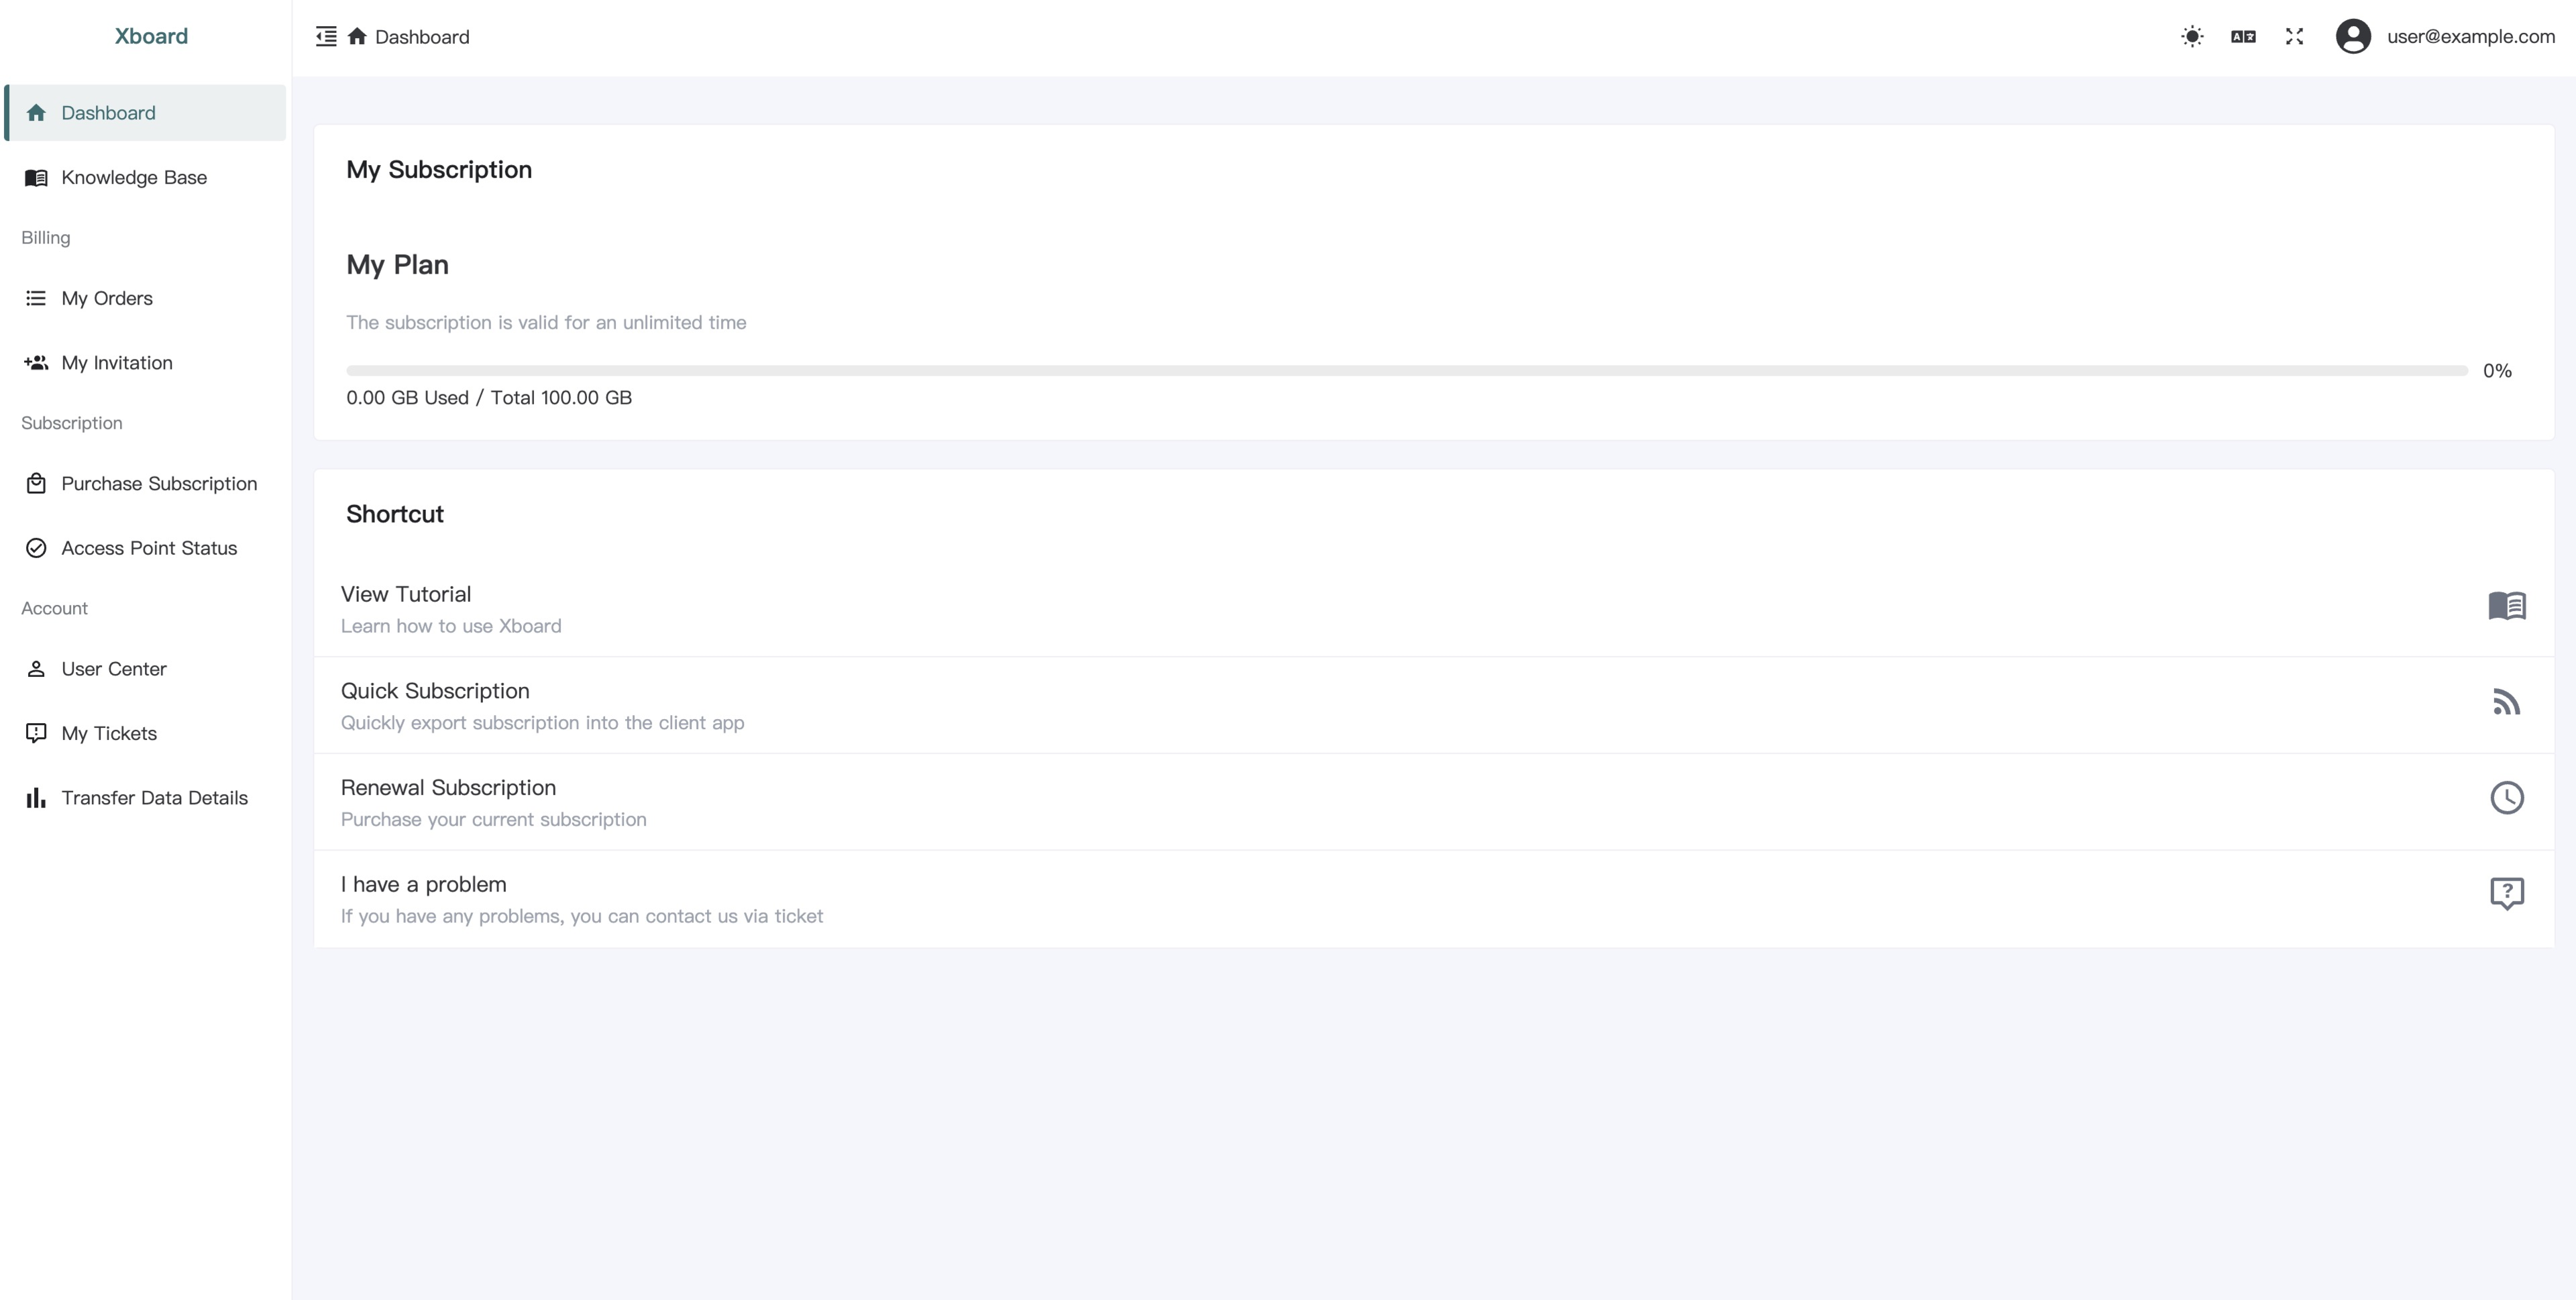 Xboard
Dashboard
user@example.com
Dashboard
Knowledge Base
Billing
My Orders
My Invitation
Subscription
Purchase Subscription
Access Point Status
Account
User Center
My Tickets
Transfer Data Details
My Subscription
My Plan
The subscription is valid for an unlimited time
0%
0.00 GB Used / Total 100.00 GB
Shortcut
View Tutorial
Learn how to use Xboard
Quick Subscription
Quickly export subscription into the client app
Renewal Subscription
Purchase your current subscription
I have a problem
If you have any problems, you can contact us via ticket